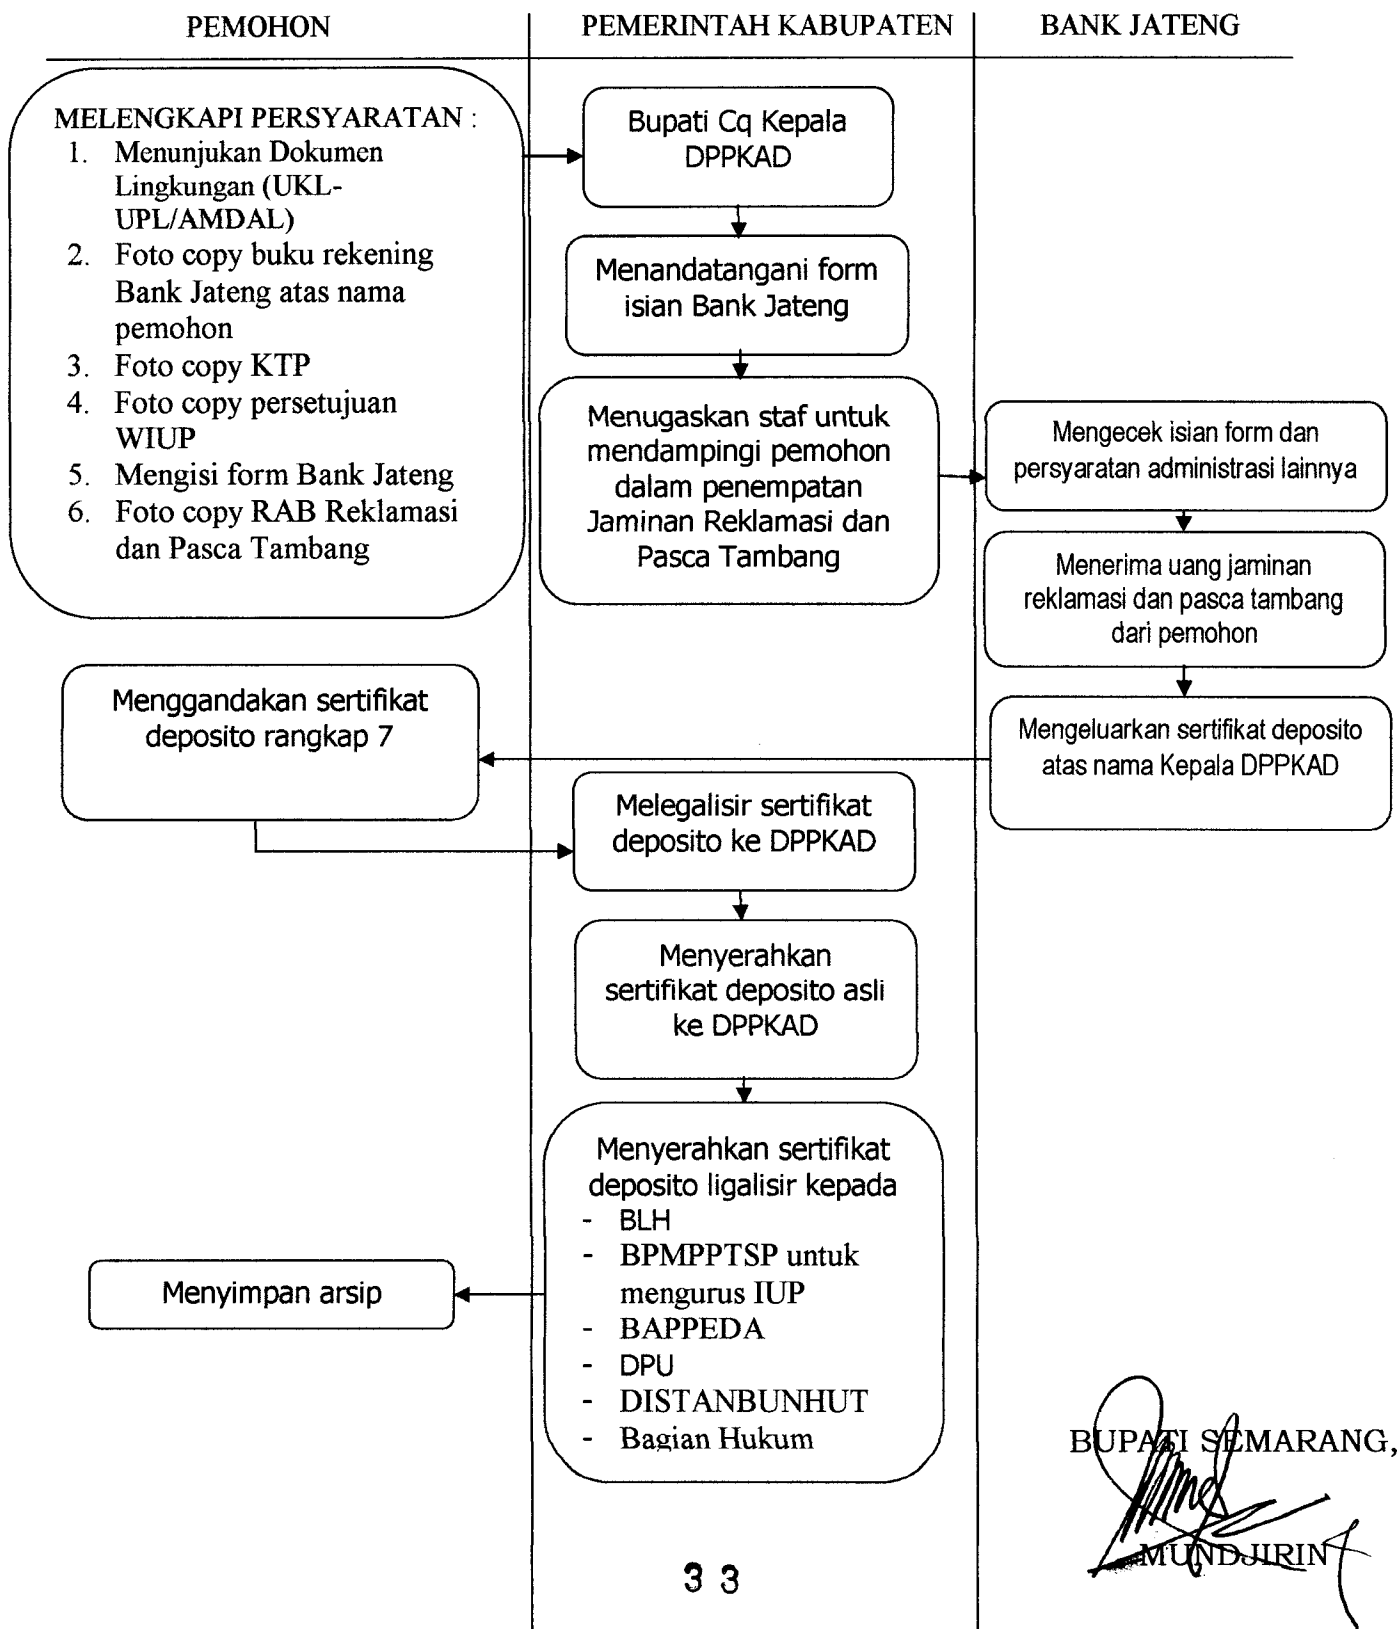 PEMOHON
PEMERINTAH KABUPATEN
BANK JATENG
MELENGKAPI PERSYARATAN :
1. Menunjukan Dokumen
Lingkungan (UKL-
UPL/AMDAL)
2. Foto copy buku rekening
Bank Jateng atas nama
pemohon
3. Foto copy KTP
4. Foto copy persetujuan
WIUP
5. Mengisi form Bank Jateng
6. Foto copy RAB Reklamasi
dan Pasca Tambang
Bupati Cq Kepala
DPPKAD
Menandatangani form
isian Bank Jateng
Menugaskan staf untuk
mendampingi pemohon
dalam penempatan
Jaminan Reklamasi dan
Pasca Tambang
Mengecek isian form dan
persyaratan administrasi lainnya
Menerima uang jaminan
reklamasi dan pasca tambang
dari pemohon
Mengeluarkan sertifikat deposito
atas nama Kepala DPPKAD
Menggandakan sertifikat
deposito rangkap 7
Melegalisir sertifikat
deposito ke DPPKAD
Menyerahkan
sertifikat deposito asli
ke DPPKAD
Menyerahkan sertifikat
deposito ligalisir kepada
- BLH
- BPMPPTSP untuk
mengurus IUP
- BAPPEDA
- DPU
- DISTANBUNHUT
- Bagian Hukum
Menyimpan arsip
BUPATI SEMARANG,
MUNDJIRIN
33